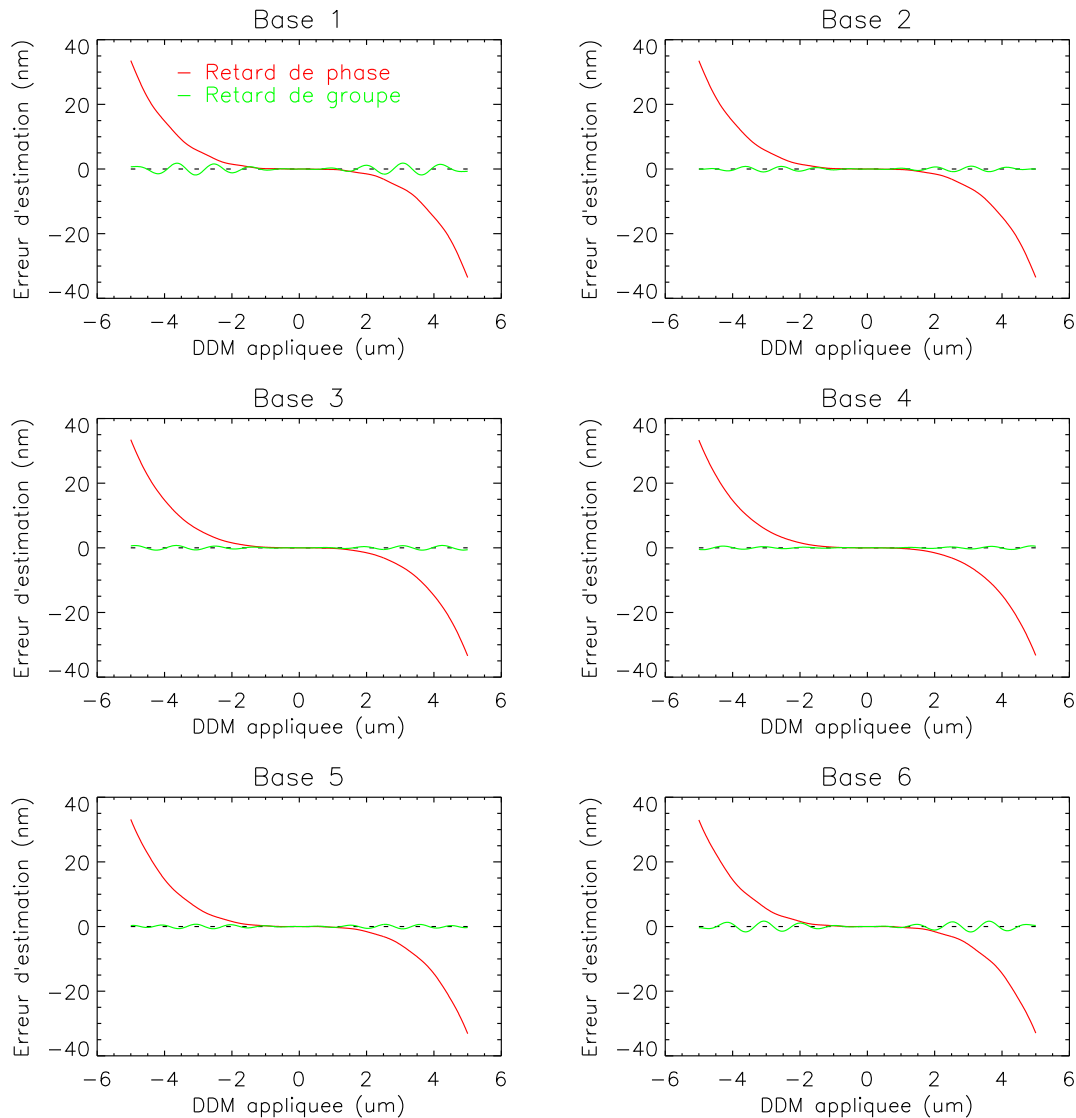 Base 1
Base 2
Erreur d'estimation (nm)
40
20
0
−20
−40
Retard de phase
Retard de groupe
−6 −4 −2 0 2 4 6
DDM appliquee (um)
Erreur d'estimation (nm)
40
20
0
−20
−40
−6 −4 −2 0 2 4 6
DDM appliquee (um)
Base 3
Base 4
Erreur d'estimation (nm)
40
20
0
−20
−40
−6 −4 −2 0 2 4 6
DDM appliquee (um)
Erreur d'estimation (nm)
40
20
0
−20
−40
−6 −4 −2 0 2 4 6
DDM appliquee (um)
Base 5
Base 6
Erreur d'estimation (nm)
40
20
0
−20
−40
−6 −4 −2 0 2 4 6
DDM appliquee (um)
Erreur d'estimation (nm)
40
20
0
−20
−40
−6 −4 −2 0 2 4 6
DDM appliquee (um)